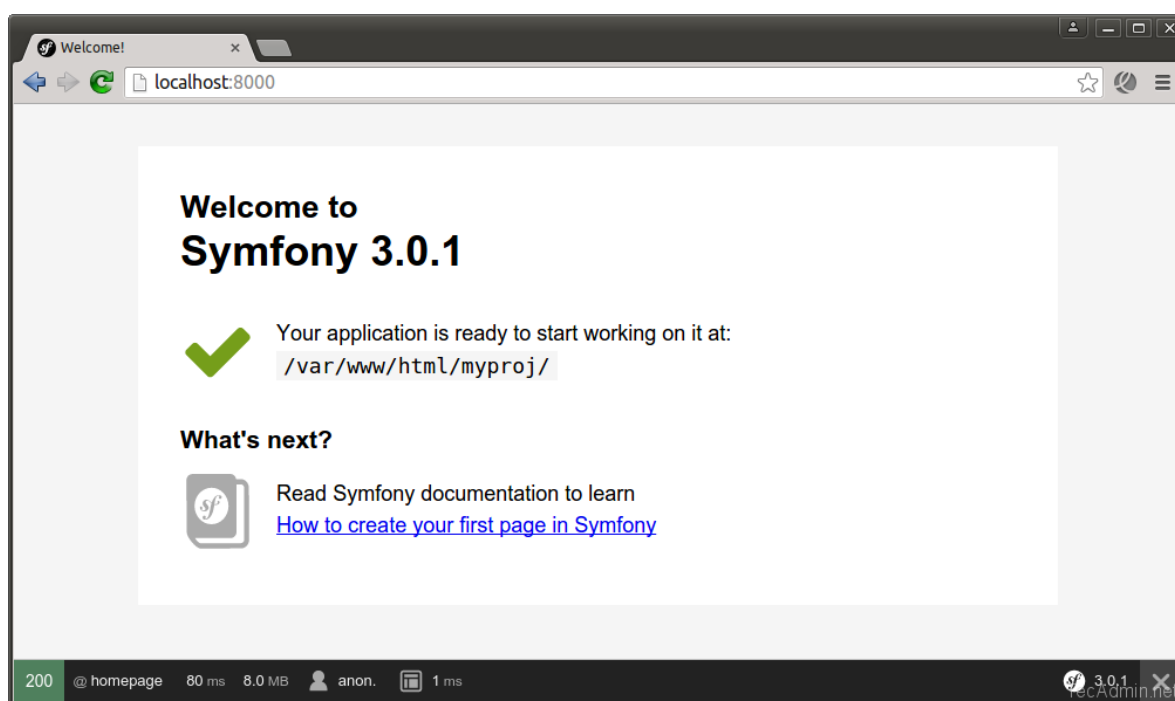 Welcome!
localhost:8000
Welcome to
Symfony 3.0.1
Your application is ready to start working on it at:
/var/www/html/myproj/
What's next?
sf
Read Symfony documentation to learn
How to create your first page in Symfony
200 @ homepage 80 ms 8.0 MB anon. 1 ms sf 3.0.1
TecAdmin.net